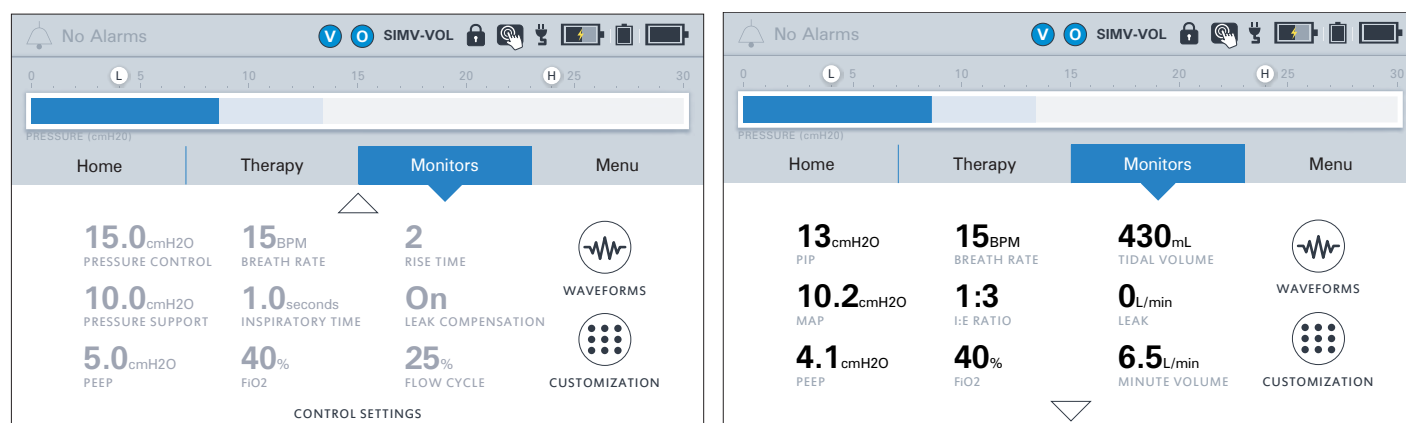 No Alarms V O SIMV-VOL
0 L 5 10 15 20 H 25 30
PRESSURE (cmH20)
Home Therapy Monitors Menu
15.0cmH2O 15BPM 2
PRESSURE CONTROL BREATH RATE RISE TIME
WAVEFORMS
10.0cmH2O 1.0seconds On
PRESSURE SUPPORT INSPIRATORY TIME LEAK COMPENSATION
5.0cmH2O 40% 25%
PEEP FiO2 FLOW CYCLE CUSTOMIZATION
CONTROL SETTINGS
No Alarms V O SIMV-VOL
0 L 5 10 15 20 H 25 30
PRESSURE (cmH20)
Home Therapy Monitors Menu
13cmH2O 15BPM 430mL
PIP BREATH RATE TIDAL VOLUME
WAVEFORMS
10.2cmH2O 1:3 0L/min
MAP I:E RATIO LEAK
4.1cmH2O 40% 6.5L/min
PEEP FiO2 MINUTE VOLUME CUSTOMIZATION